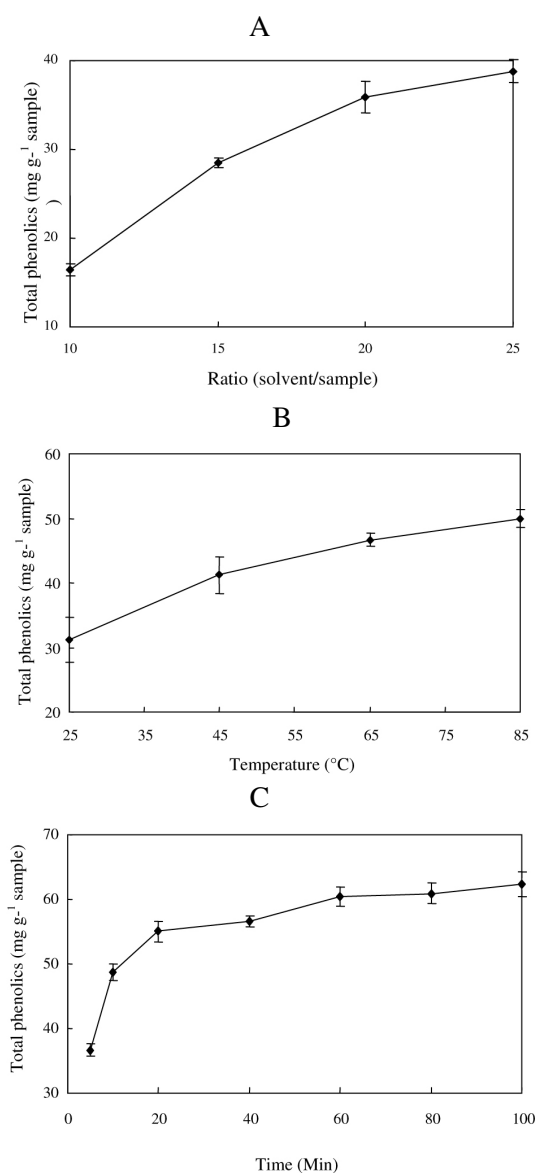 A
Total phenolics (mg g-1 sample)
)
40
30
20
10
10 15 20 25
Ratio (solvent/sample)
B
Total phenolics (mg g-1 sample)
60
50
40
30
20
25 35 45 55 65 75 85
Temperature (°C)
C
Total phenolics (mg g-1 sample)
70
60
50
40
30
0 20 40 60 80 100
Time (Min)